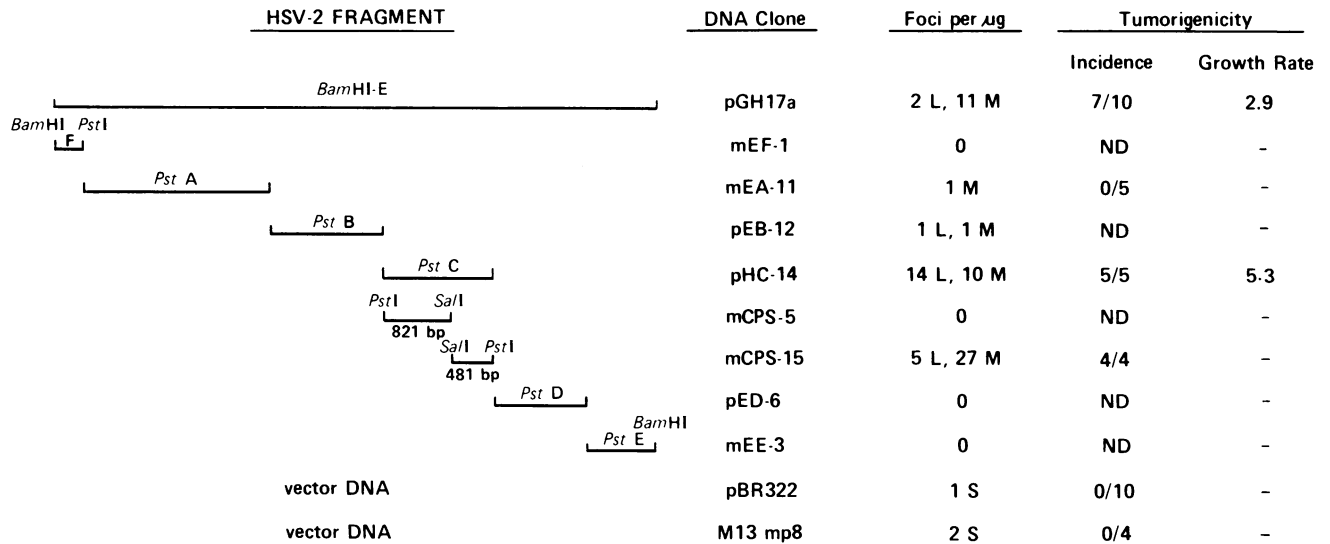 HSV-2 FRAGMENT DNA Clone Foci per µg Tumorigenicity
Incidence Growth Rate
BamHI-E pGH17a 2 L, 11 M 7/10 2.9
BamHI PstI
F mEF-1 0 ND -
Pst A mEA-11 1 M 0/5 -
Pst B pEB-12 1 L, 1 M ND -
Pst C pHC-14 14 L, 10 M 5/5 5.3
PstI SalI
821 bp mCPS-5 0 ND -
SalI PstI mCPS-15 5 L, 27 M 4/4 -
481 bp
Pst D pED-6 0 ND -
BamHI
Pst E mEE-3 0 ND -
vector DNA pBR322 1 S 0/10 -
vector DNA M13 mp8 2 S 0/4 -